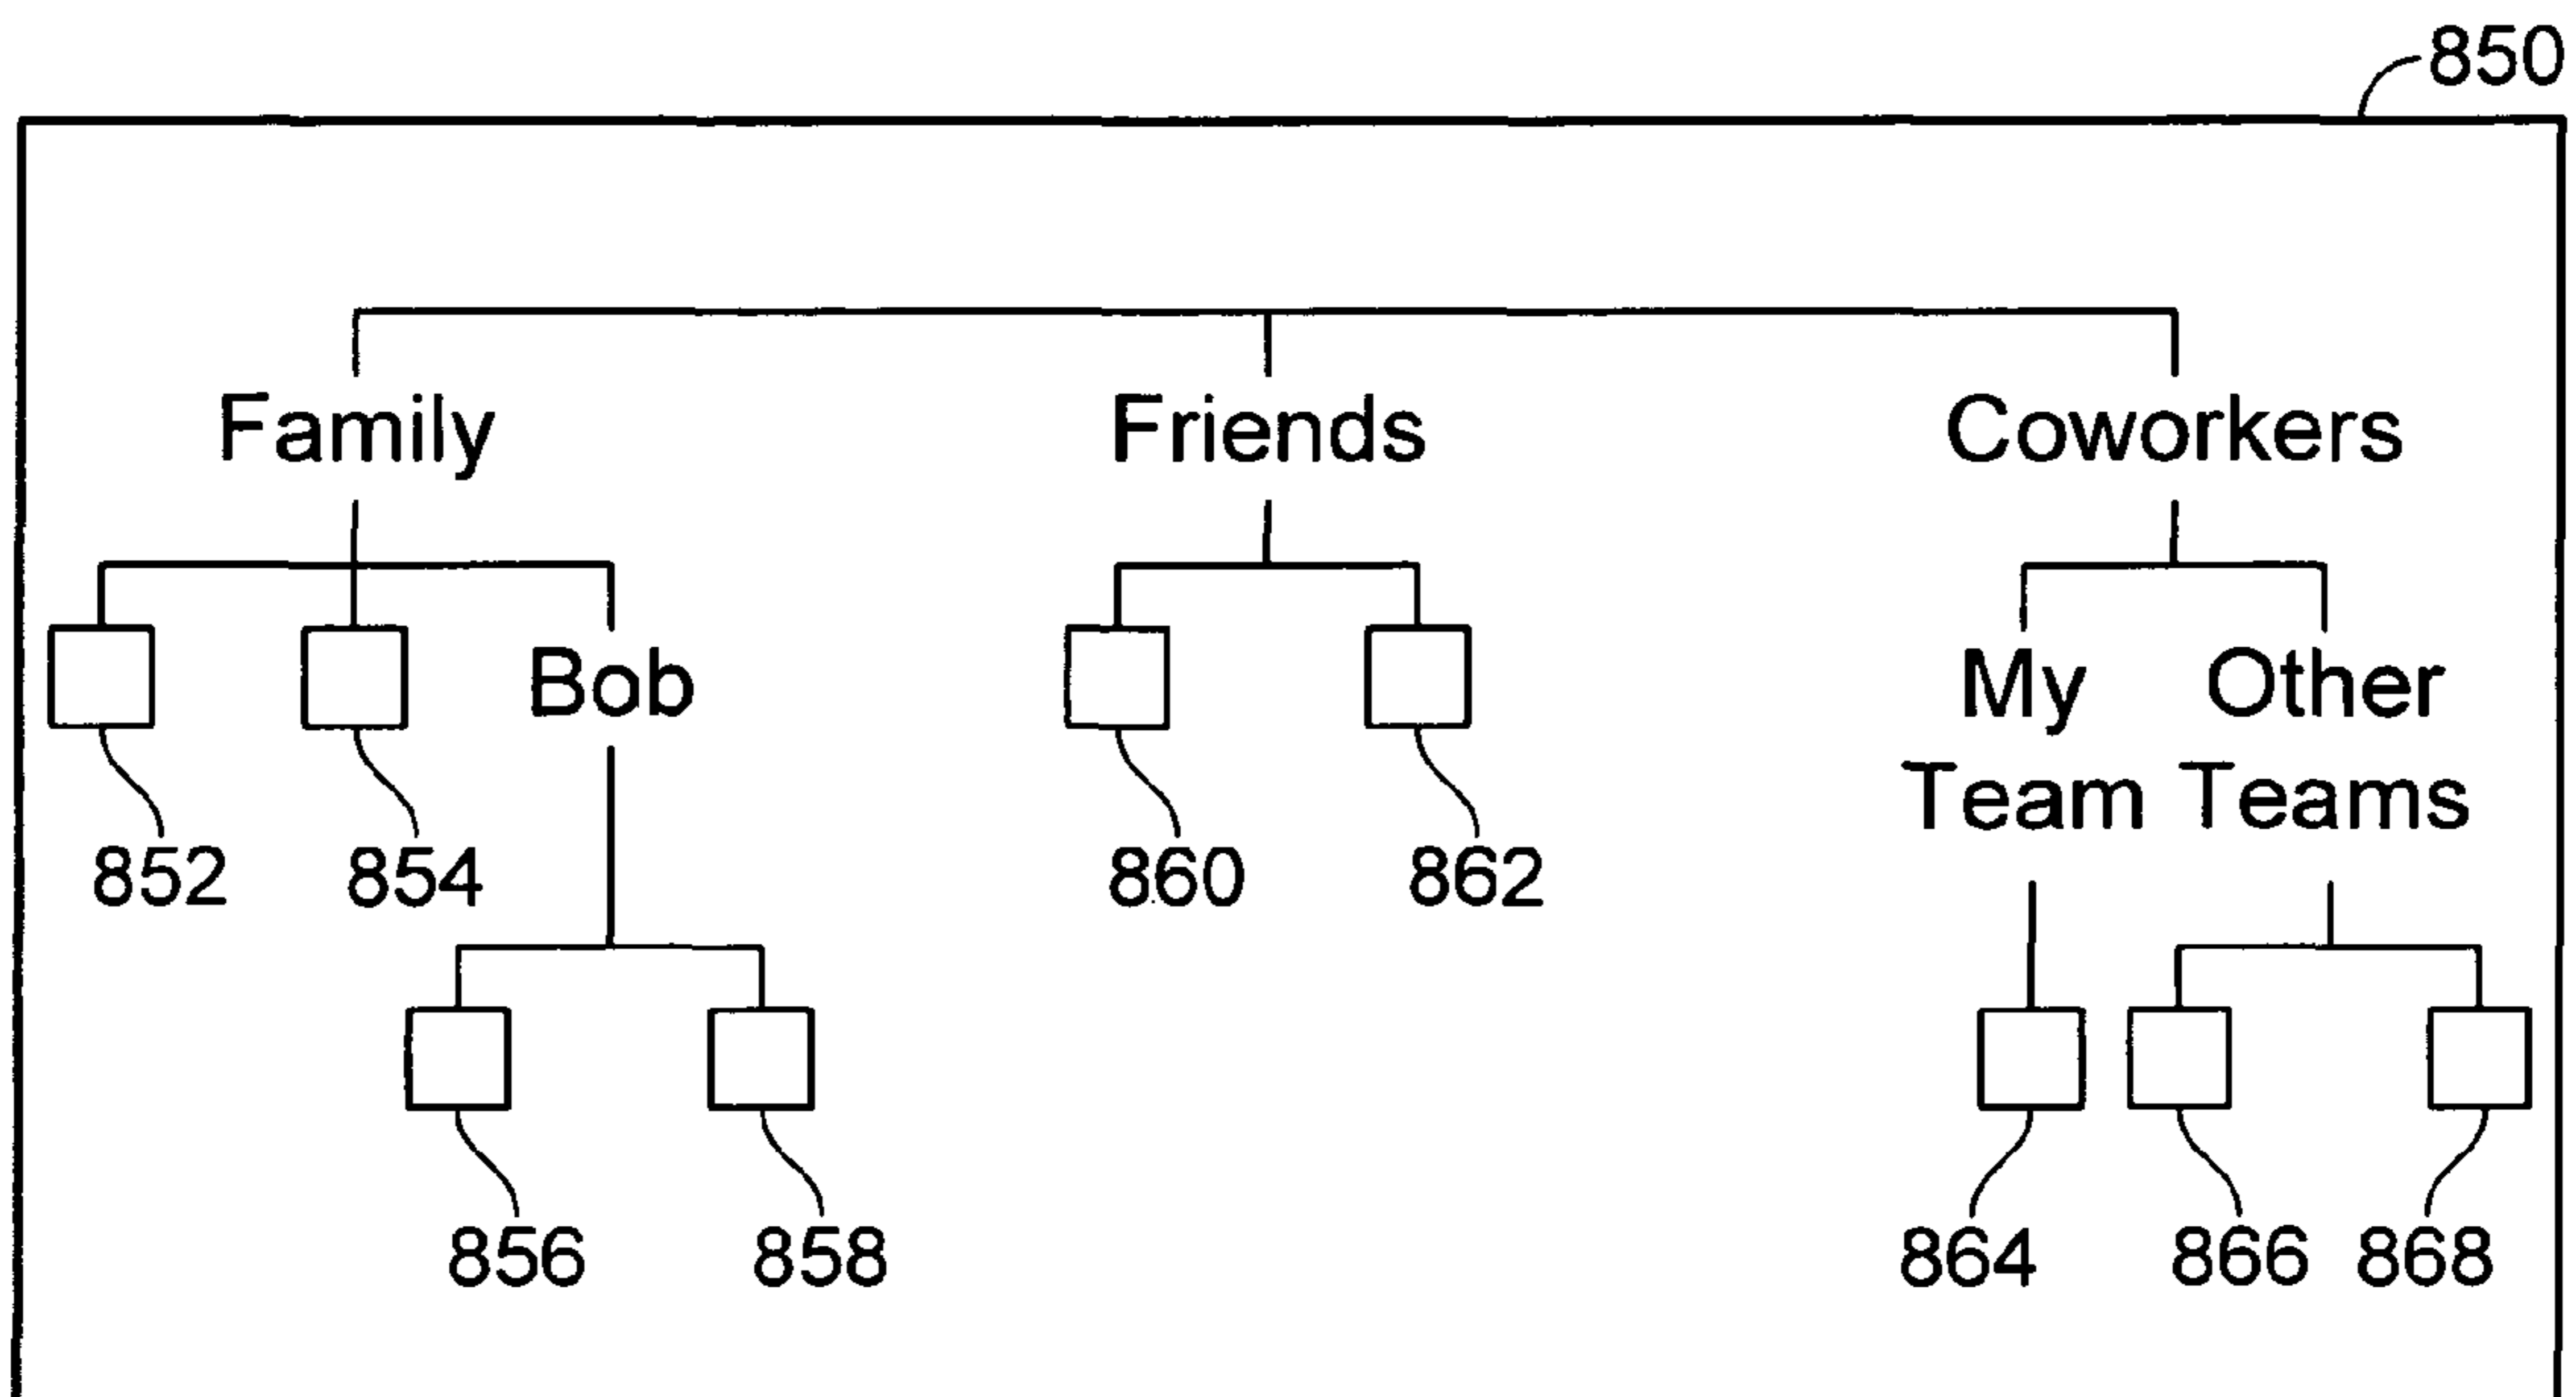 850
Family Friends Coworkers
Bob My Other
Team Teams
852 854 860 862
856 858 864 866 868